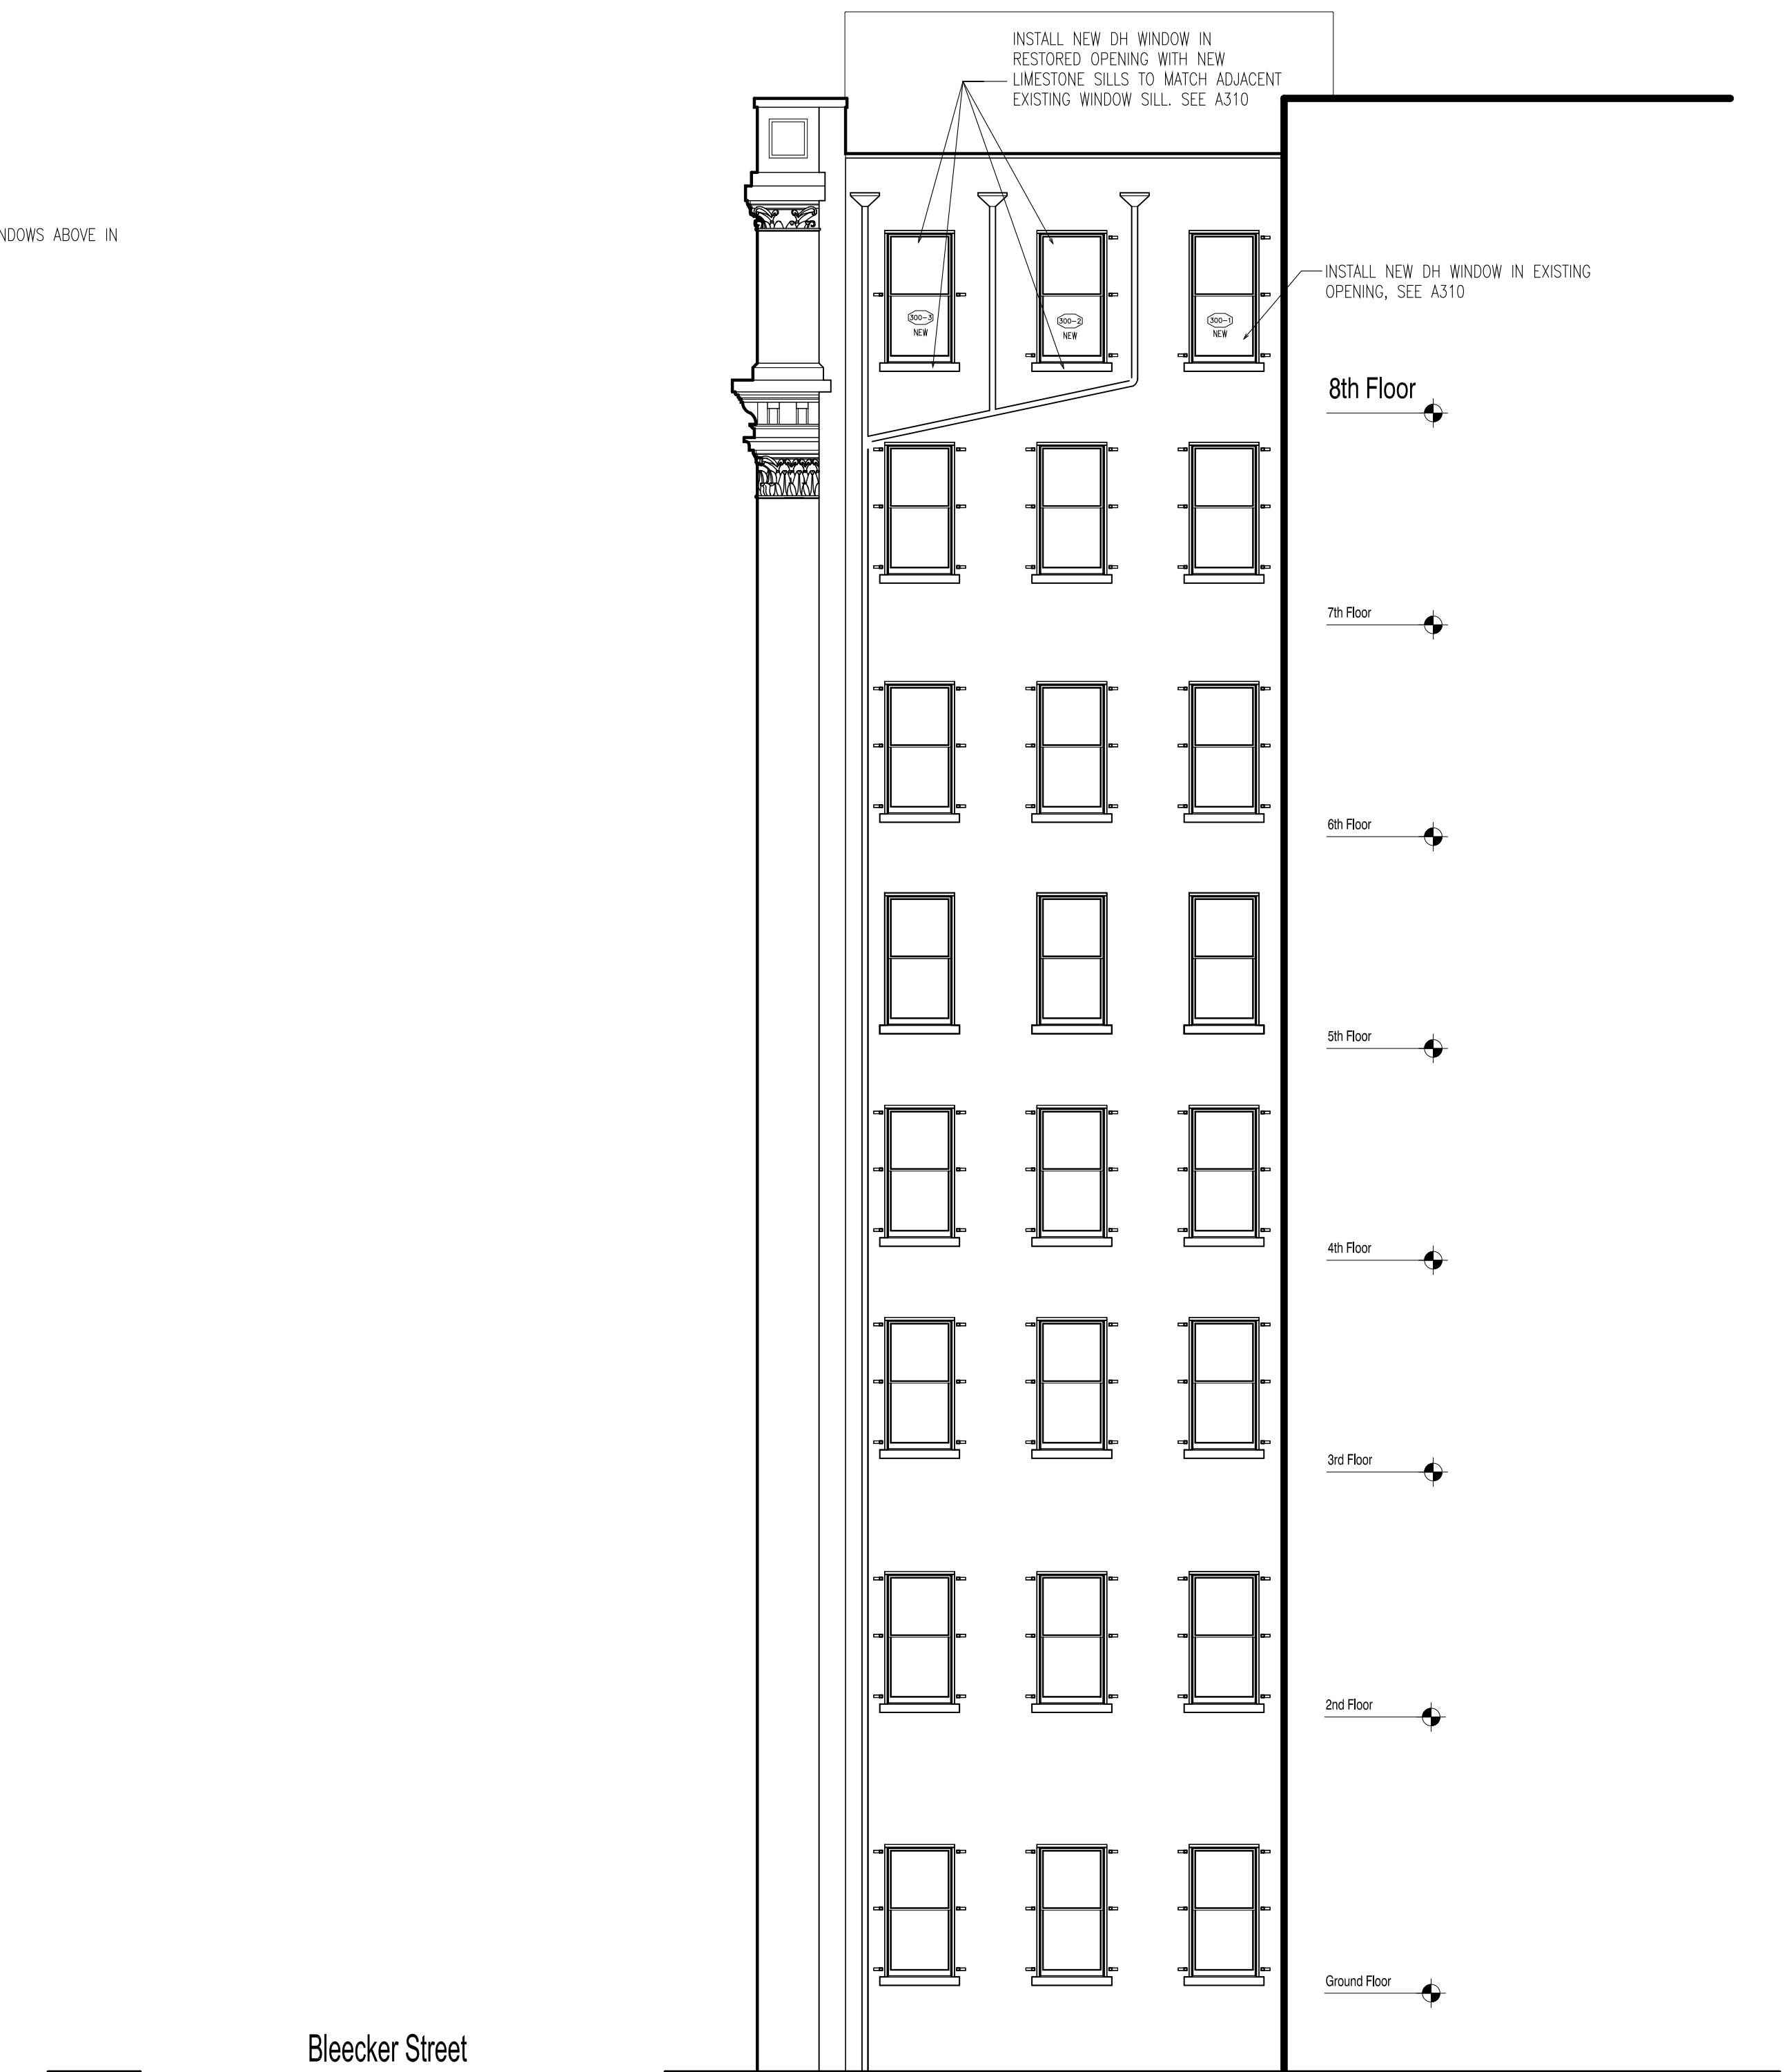 INSTALL NEW DH WINDOW IN
RESTORED OPENING WITH NEW
LIMESTONE SILLS TO MATCH ADJACENT
EXISTING WINDOW SILL. SEE A310
NDOWS ABOVE IN
INSTALL NEW DH WINDOW IN EXISTING
OPENING, SEE A310
300-3
NEW
300-2
NEW
300-1
NEW
8th Floor
7th Floor
6th Floor
5th Floor
4th Floor
3rd Floor
2nd Floor
Ground Floor
Bleecker Street